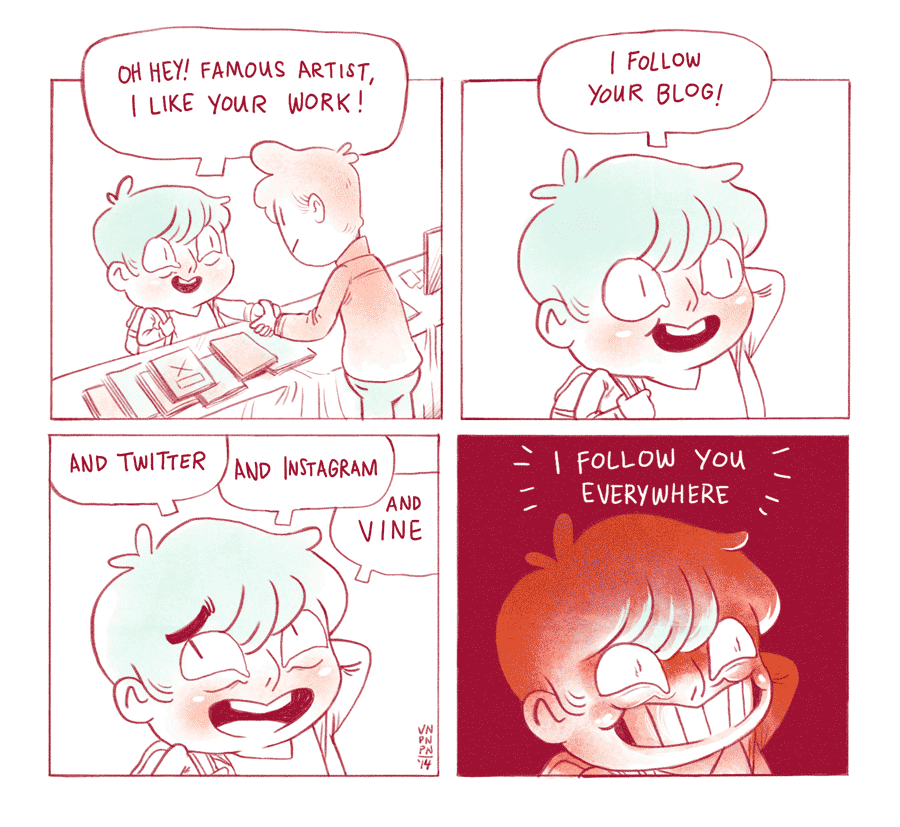 OH HEY! FAMOUS ARTIST,
I LIKE YOUR WORK!
I FOLLOW
YOUR BLOG!
AND TWITTER
AND INSTAGRAM
AND
VINE
VN
PN
PN
'14
I FOLLOW YOU
EVERYWHERE